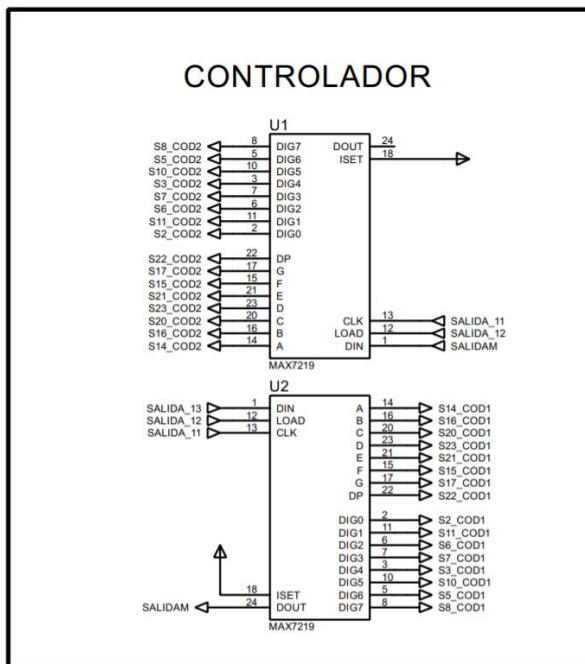 CONTROLADOR
U1
S8_COD2 8 DIG7 DOUT 24
S5_COD2 5 DIG6 ISET 18
S10_COD2 10 DIG5
S3_COD2 3 DIG4
S7_COD2 7 DIG3
S6_COD2 6 DIG2
S11_COD2 11 DIG1
S2_COD2 2 DIG0
S22_COD2 22 DP
S17_COD2 17 G
S15_COD2 15 F
S21_COD2 21 E
S23_COD2 23 D
S20_COD2 20 C CLK 13 SALIDA_11
S16_COD2 16 B LOAD 12 SALIDA_12
S14_COD2 14 A DIN 1 SALIDAM
MAX7219
U2
SALIDA_13 1 DIN A 14 S14_COD1
SALIDA_12 12 LOAD B 16 S16_COD1
SALIDA_11 13 CLK C 20 S20_COD1
D 23 S23_COD1
E 21 S21_COD1
F 15 S15_COD1
G 17 S17_COD1
DP 22 S22_COD1
DIG0 2 S2_COD1
DIG1 11 S11_COD1
DIG2 6 S6_COD1
DIG3 7 S7_COD1
DIG4 3 S3_COD1
DIG5 10 S10_COD1
18 ISET DIG6 5 S5_COD1
SALIDAM 24 DOUT DIG7 8 S8_COD1
MAX7219